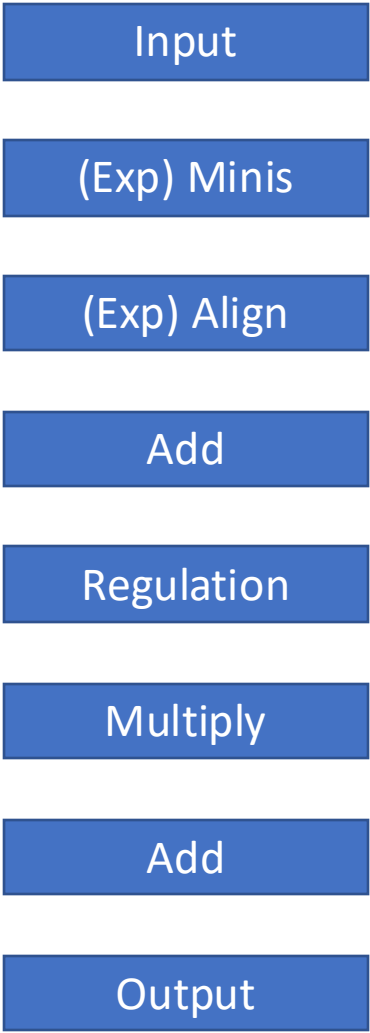 Input
(Exp) Minis
(Exp) Align
Add
Regulation
Multiply
Add
Output